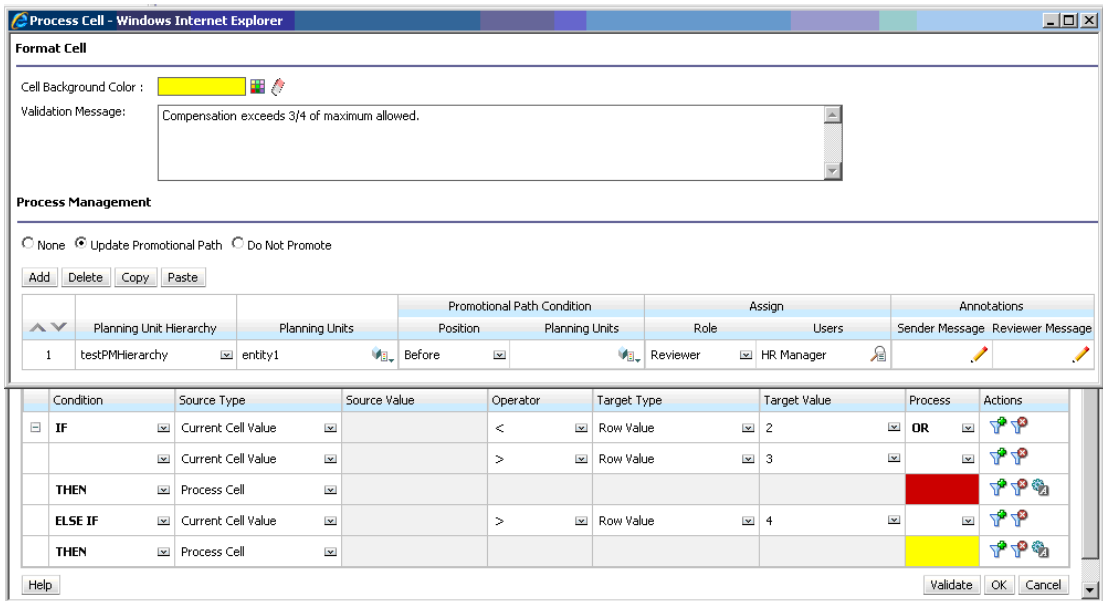 Process Cell - Windows Internet Explorer
Format Cell
Cell Background Color :
Validation Message:
Compensation exceeds 3/4 of maximum allowed.
Process Management
None Update Promotional Path Do Not Promote
Add Delete Copy Paste
Promotional Path Condition Assign Annotations
Planning Unit Hierarchy Planning Units Position Planning Units Role Users Sender Message Reviewer Message
1 testPMHierarchy entity1 Before Reviewer HR Manager
Condition Source Type Source Value Operator Target Type Target Value Process Actions
IF Current Cell Value < Row Value 2 OR
Current Cell Value > Row Value 3
THEN Process Cell
ELSE IF Current Cell Value > Row Value 4
THEN Process Cell
Help Validate OK Cancel